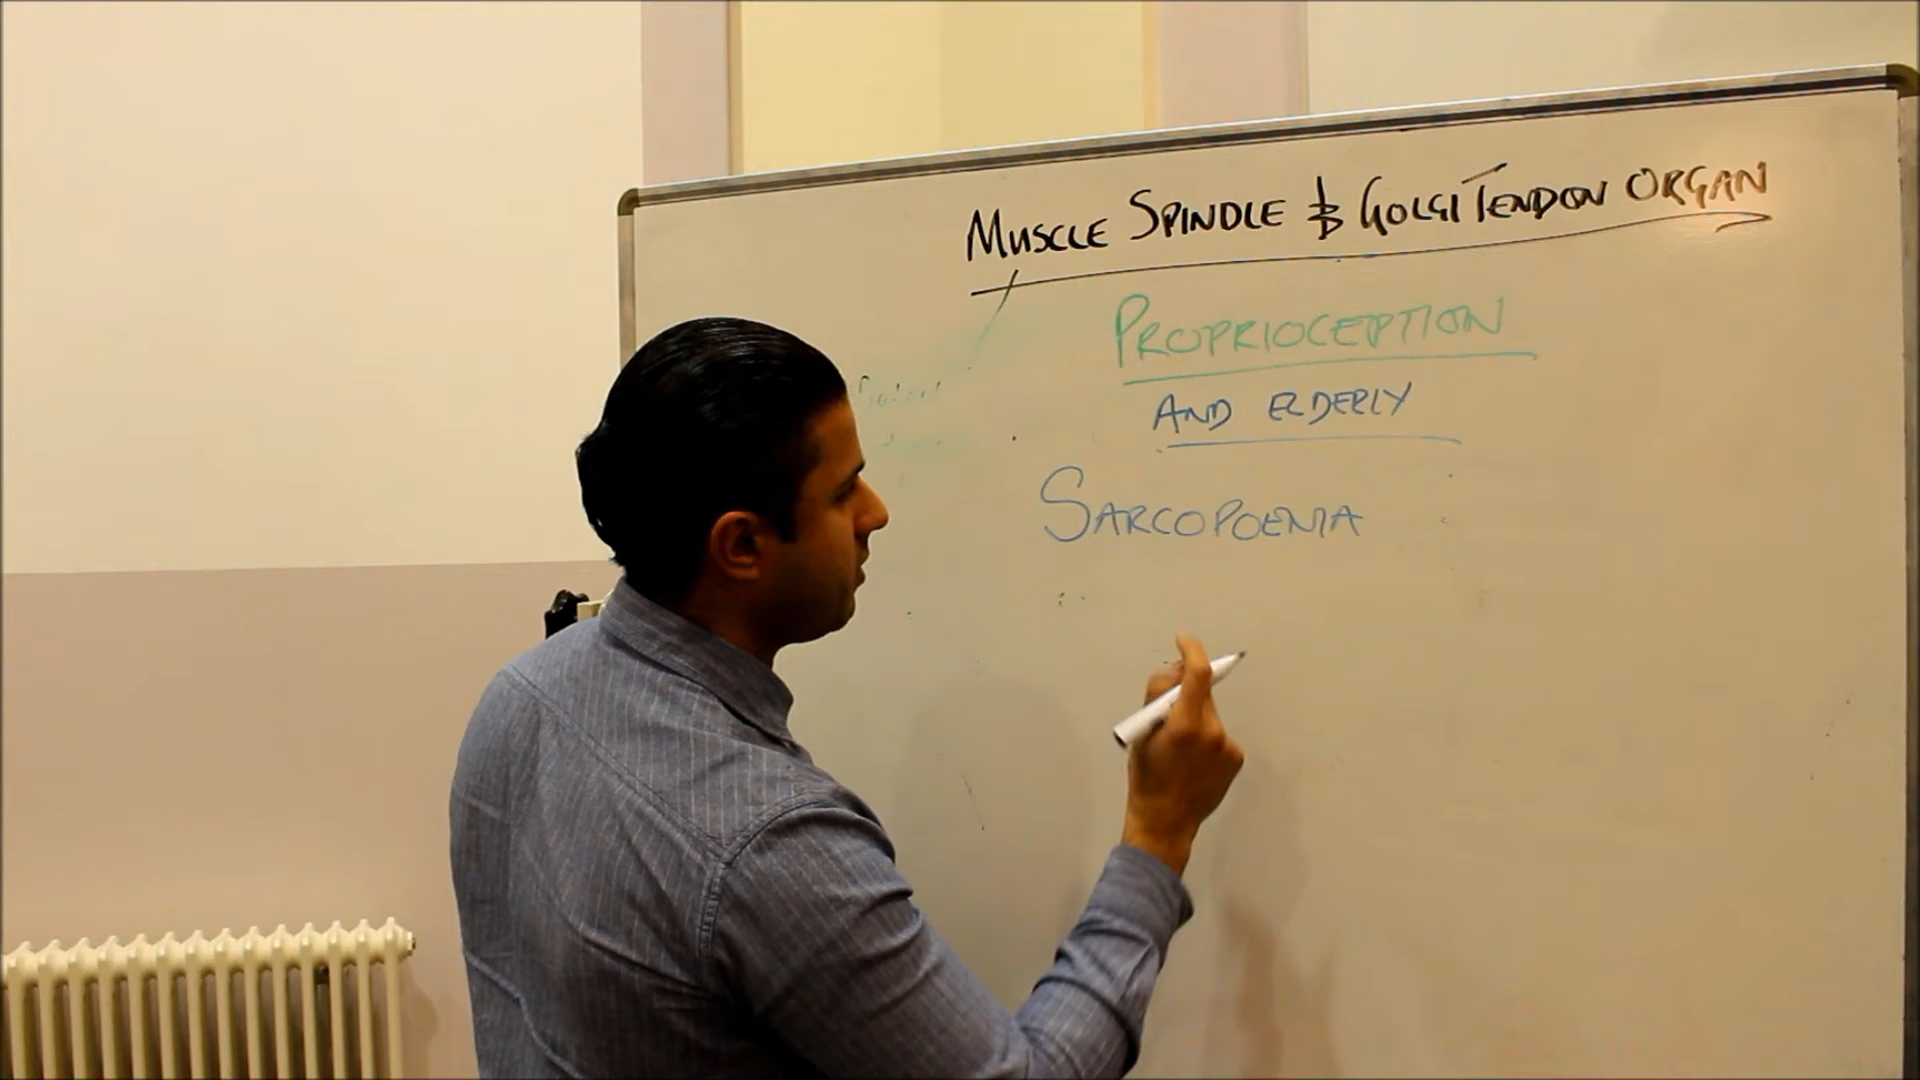 MUSCLE SPINDLE & GOLGI TENDON ORGAN
PROPRIOCEPTION
AND ELDERLY
SARCOPOENIA